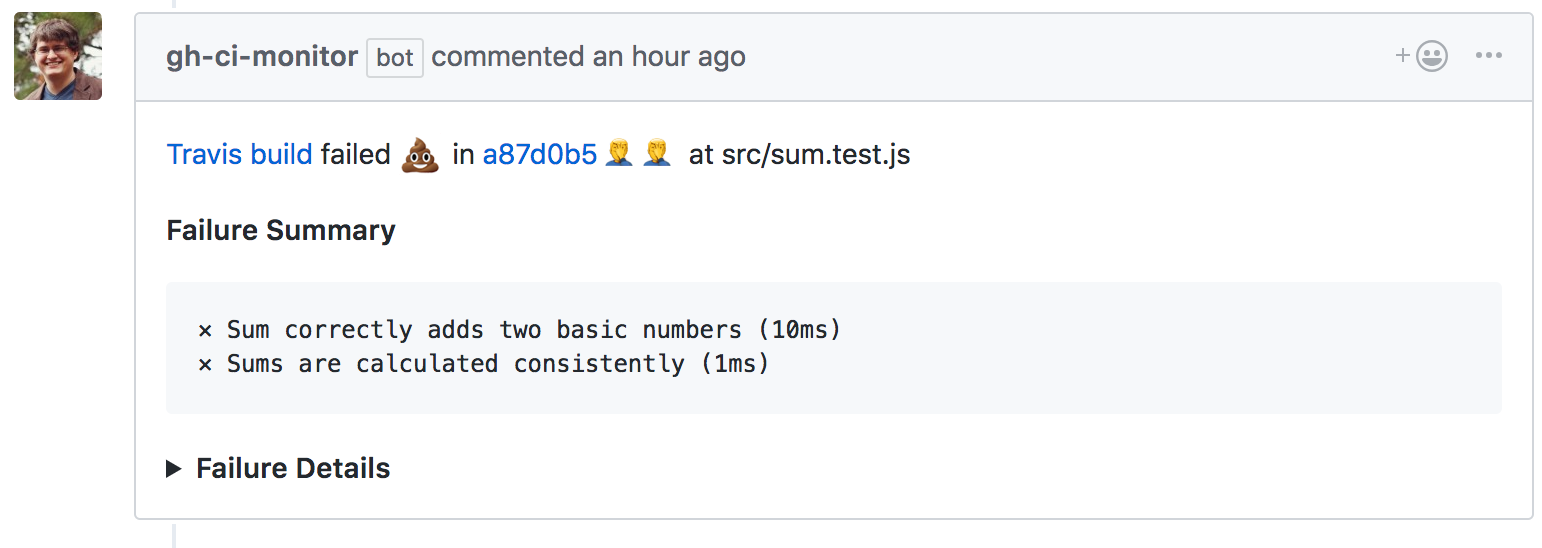 gh-ci-monitor bot commented an hour ago
Travis build failed 💩 in a87d0b5 🤦‍♂️ 🤦‍♂️ at src/sum.test.js
Failure Summary
× Sum correctly adds two basic numbers (10ms)
× Sums are calculated consistently (1ms)
▶ Failure Details